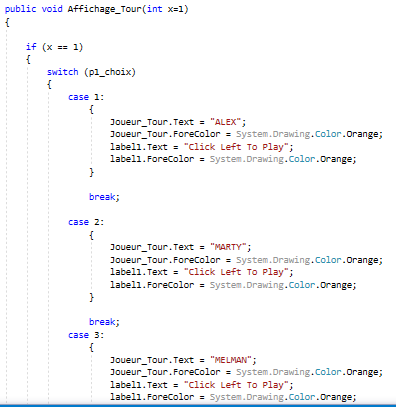 public void Affichage_Tour(int x=1)
{
if (x == 1)
{
switch (p1_choix)
{
case 1:
{
Joueur_Tour.Text = "ALEX";
Joueur_Tour.ForeColor = System.Drawing.Color.Orange;
label1.Text = "Click Left To Play";
label1.ForeColor = System.Drawing.Color.Orange;
}
break;
case 2:
{
Joueur_Tour.Text = "MARTY";
Joueur_Tour.ForeColor = System.Drawing.Color.Orange;
label1.Text = "Click Left To Play";
label1.ForeColor = System.Drawing.Color.Orange;
}
break;
case 3:
{
Joueur_Tour.Text = "MELMAN";
Joueur_Tour.ForeColor = System.Drawing.Color.Orange;
label1.Text = "Click Left To Play";
label1.ForeColor = System.Drawing.Color.Orange;